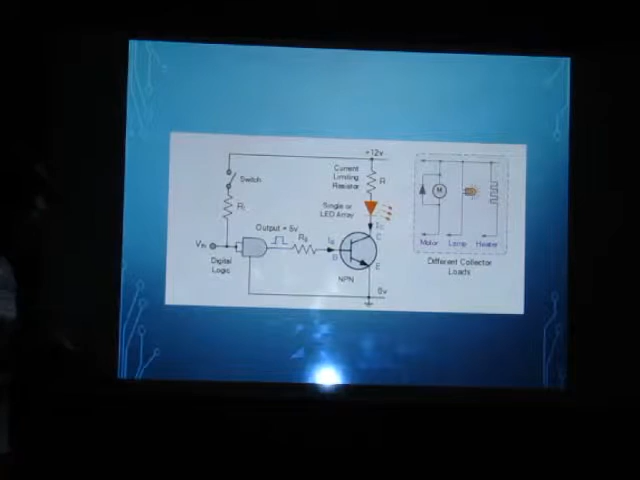 +12v
Current
Limiting
Resistor
R
Switch
R1
Single or
LED Array
IC
C
Output = 5v
VIN
RB
IB
B
E
Digital
Logic
NPN
0v
M
Motor Lamp Heater
Different Collector
Loads